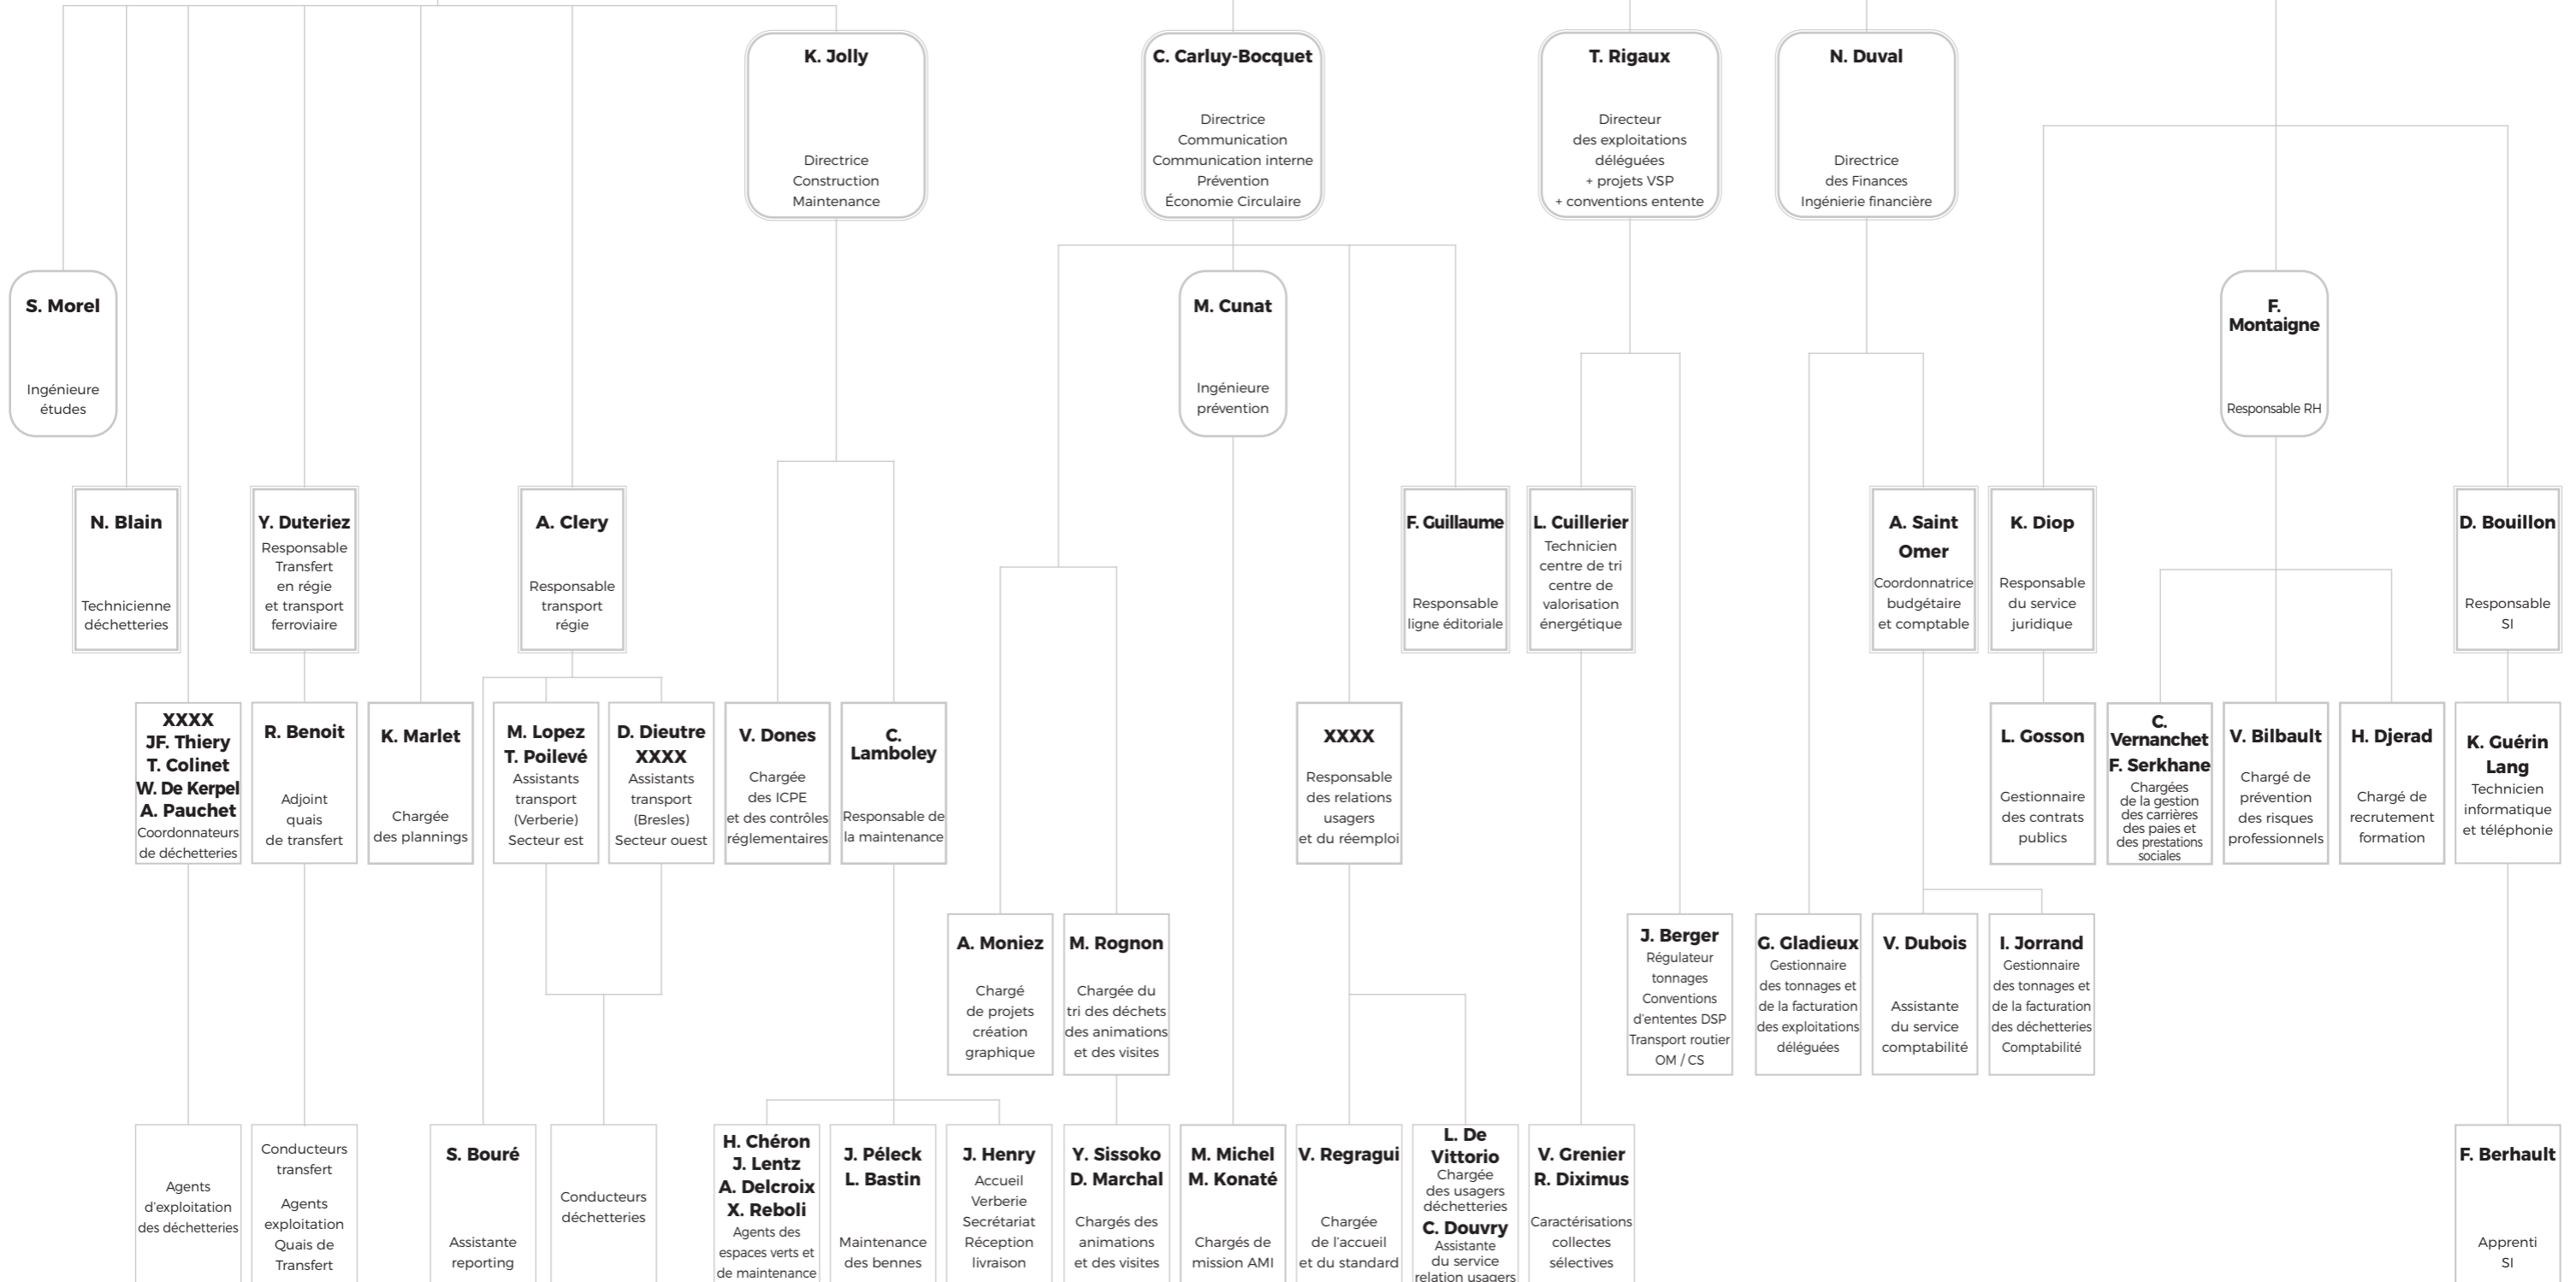 K. Jolly
Directrice
Construction
Maintenance
C. Carluy-Bocquet
Directrice
Communication
Communication interne
Prévention
Économie Circulaire
T. Rigaux
Directeur
des exploitations
déléguées
+ projets VSP
+ conventions entente
N. Duval
Directrice
des Finances
Ingénierie financière
S. Morel
Ingénieure
études
M. Cunat
Ingénieure
prévention
F.
Montaigne
Responsable RH
N. Blain
Technicienne
déchetteries
Y. Duteriez
Responsable
Transfert
en régie
et transport
ferroviaire
A. Clery
Responsable
transport
régie
F. Guillaume
Responsable
ligne éditoriale
L. Cuillerier
Technicien
centre de tri
centre de
valorisation
énergétique
A. Saint
Omer
Coordonnatrice
budgétaire
et comptable
K. Diop
Responsable
du service
juridique
D. Bouillon
Responsable
SI
XXXX
JF. Thiery
T. Colinet
W. De Kerpel
A. Pauchet
Coordonnateurs
de déchetteries
R. Benoit
Adjoint
quais
de transfert
K. Marlet
Chargée
des plannings
M. Lopez
T. Poilevé
Assistants
transport
(Verberie)
Secteur est
D. Dieutre
XXXX
Assistants
transport
(Bresles)
Secteur ouest
V. Dones
Chargée
des ICPE
et des contrôles
réglementaires
C.
Lamboley
Responsable de
la maintenance
XXXX
Responsable
des relations
usagers
et du réemploi
L. Gosson
Gestionnaire
des contrats
publics
C.
Vernanchet
F. Serkhane
Chargées
de la gestion
des carrières
des paies et
des prestations
sociales
V. Bilbault
Chargé de
prévention
des risques
professionnels
H. Djerad
Chargé de
recrutement
formation
K. Guérin
Lang
Technicien
informatique
et téléphonie
A. Moniez
Chargé
de projets
création
graphique
M. Rognon
Chargée du
tri des déchets
des animations
et des visites
J. Berger
Régulateur
tonnages
Conventions
d'ententes DSP
Transport routier
OM / CS
G. Gladieux
Gestionnaire
des tonnages et
de la facturation
des exploitations
déléguées
V. Dubois
Assistante
du service
comptabilité
I. Jorrand
Gestionnaire
des tonnages et
de la facturation
des déchetteries
Comptabilité
Agents
d'exploitation
des déchetteries
Conducteurs
transfert
Agents
exploitation
Quais de
Transfert
S. Bouré
Assistante
reporting
Conducteurs
déchetteries
H. Chéron
J. Lentz
A. Delcroix
X. Reboli
Agents des
espaces verts et
de maintenance
J. Péleck
L. Bastin
Maintenance
des bennes
J. Henry
Accueil
Verberie
Secrétariat
Réception
livraison
Y. Sissoko
D. Marchal
Chargés des
animations
et des visites
M. Michel
M. Konaté
Chargés de
mission AMI
V. Regragui
Chargée
de l'accueil
et du standard
L. De
Vittorio
Chargée
des usagers
déchetteries
C. Douvry
Assistante
du service
relation usagers
V. Grenier
R. Diximus
Caractérisations
collectes
sélectives
F. Berhault
Apprenti
SI